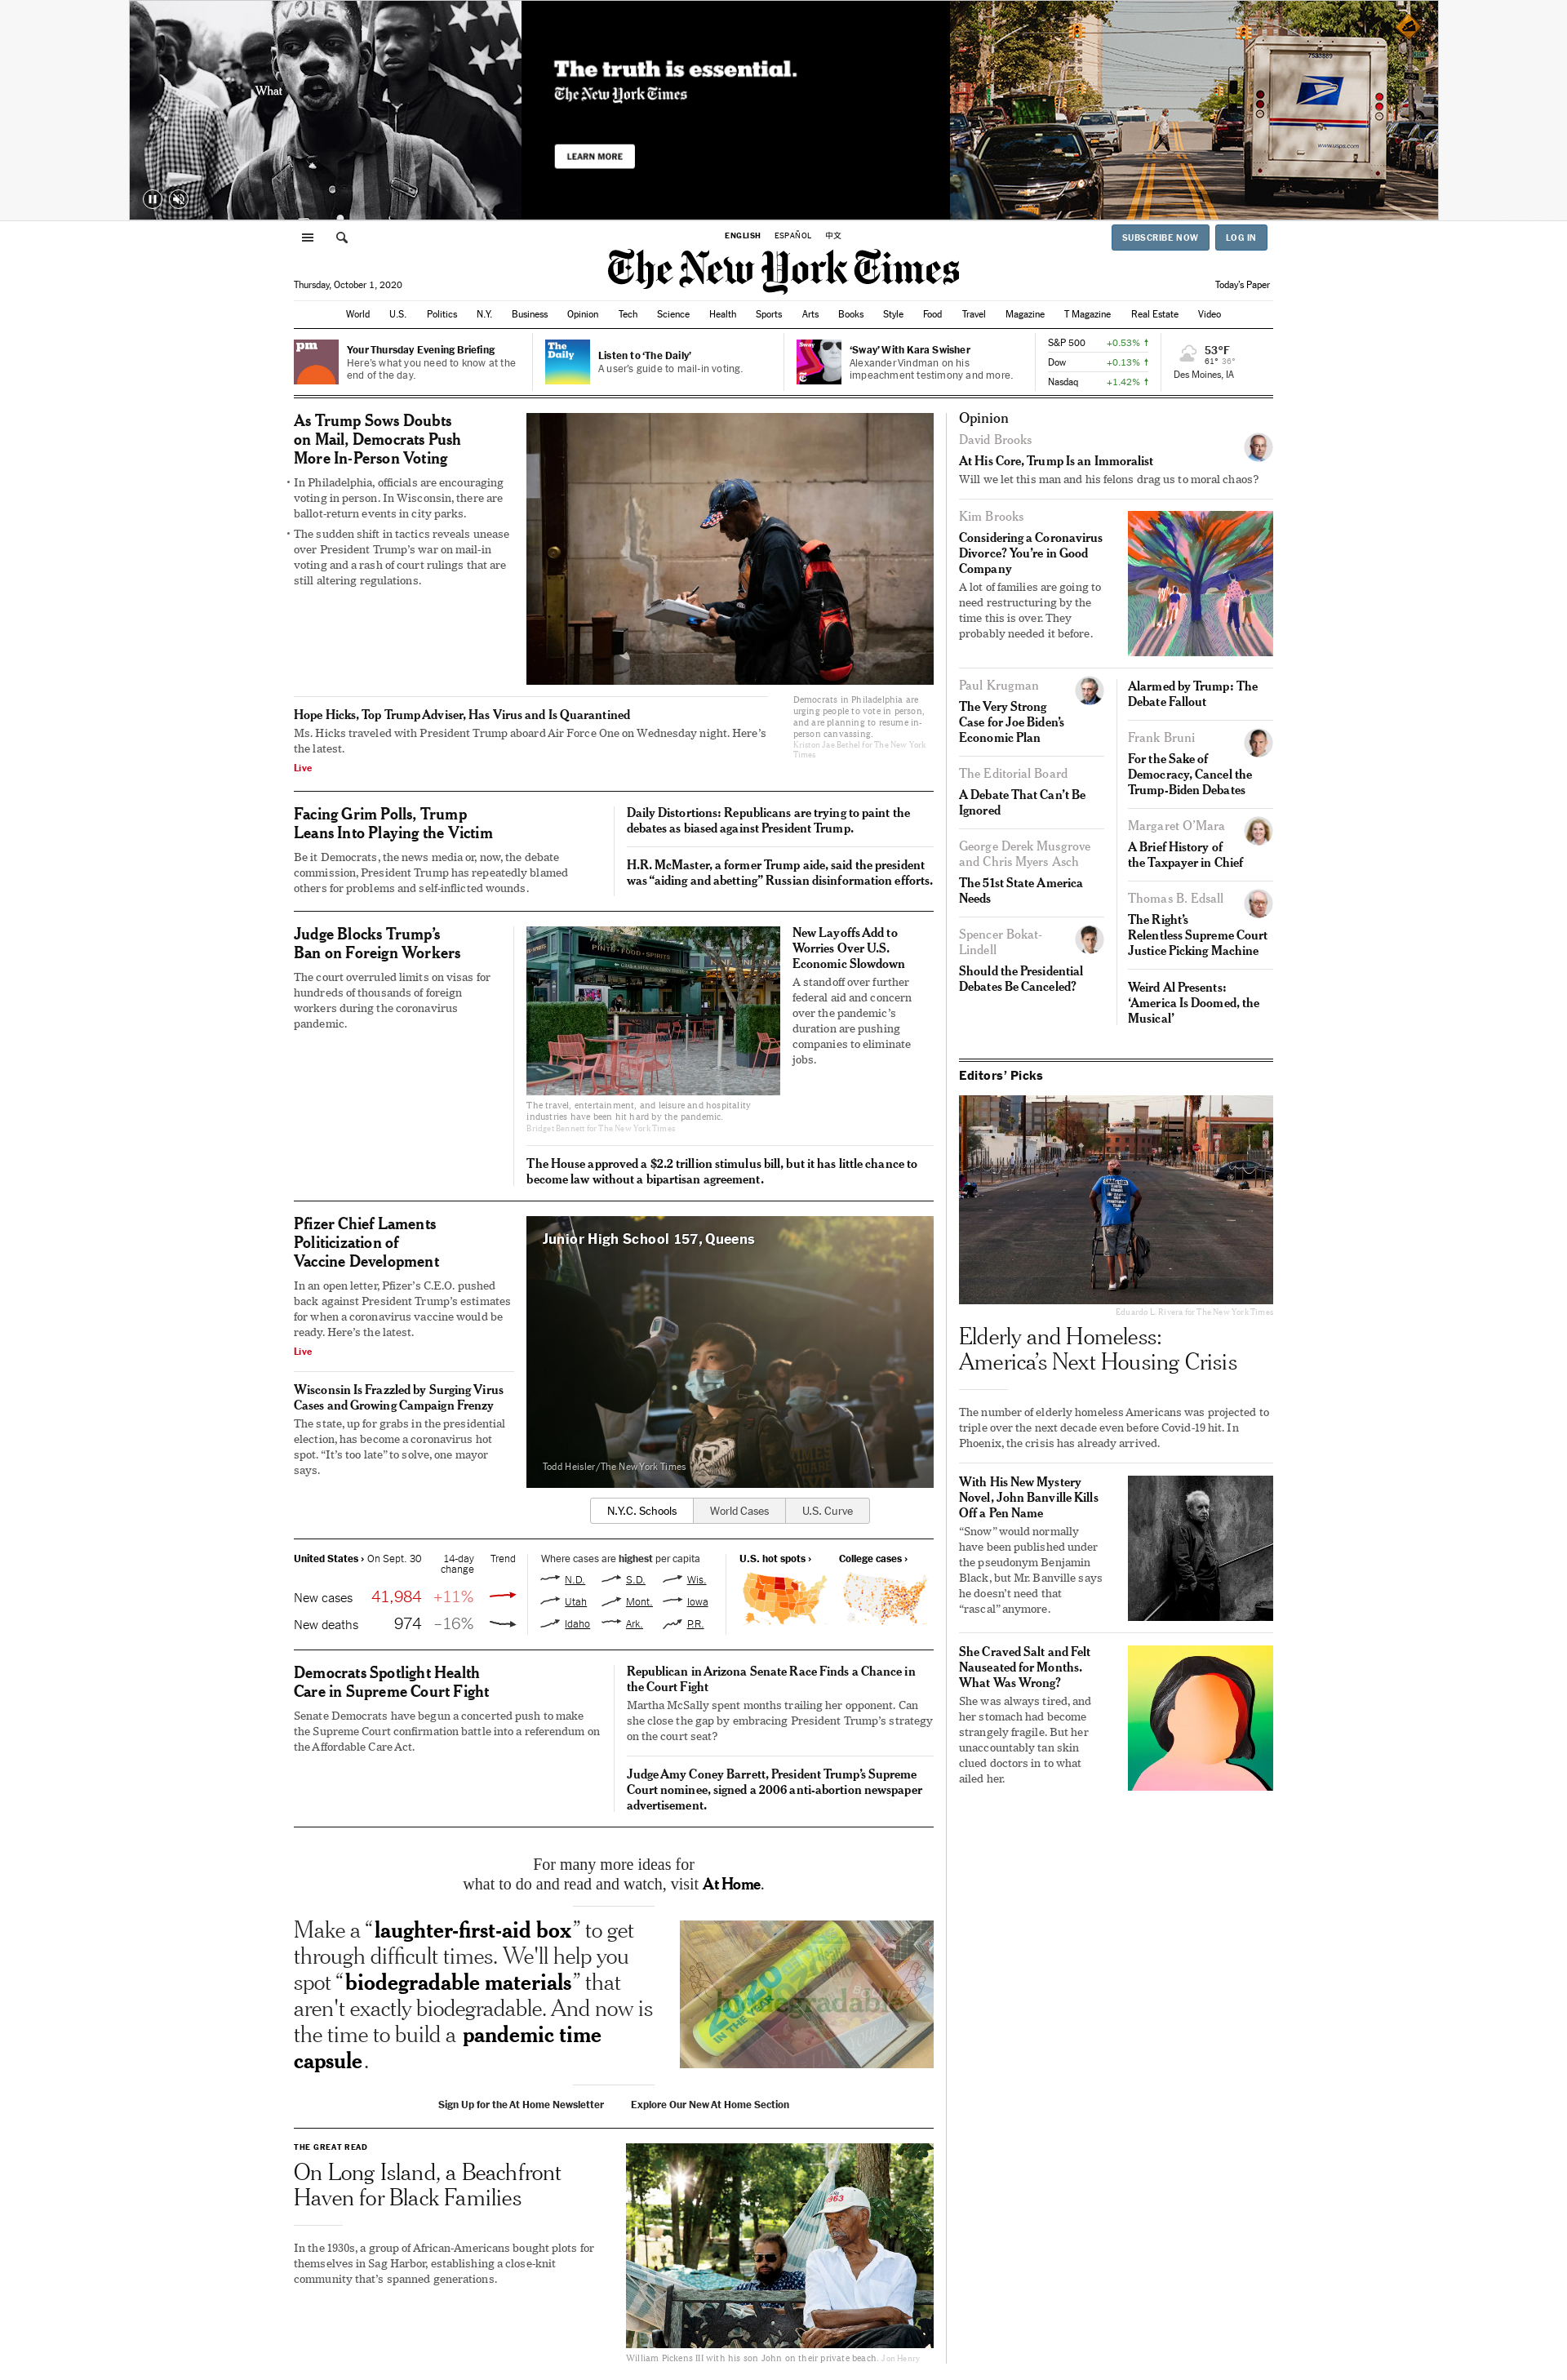 VOTE
What
The truth is essential.
The New York Times
LEARN MORE
www.usps.com
ENGLISH ESPAÑOL 中文
SUBSCRIBE NOW LOG IN
The New York Times
Thursday, October 1, 2020
Today's Paper
World U.S. Politics N.Y. Business Opinion Tech Science Health Sports Arts Books Style Food Travel Magazine T Magazine Real Estate Video
pm
Your Thursday Evening Briefing
Here's what you need to know at the
end of the day.
The
Daily
Listen to 'The Daily'
A user's guide to mail-in voting.
Sway
'Sway' With Kara Swisher
Alexander Vindman on his
impeachment testimony and more.
S&P 500 +0.53% ↑
Dow +0.13% ↑
Nasdaq +1.42% ↑
53°F
61° 36°
Des Moines, IA
As Trump Sows Doubts
on Mail, Democrats Push
More In-Person Voting
• In Philadelphia, officials are encouraging
voting in person. In Wisconsin, there are
ballot-return events in city parks.
• The sudden shift in tactics reveals unease
over President Trump's war on mail-in
voting and a rash of court rulings that are
still altering regulations.
Democrats in Philadelphia are
urging people to vote in person,
and are planning to resume in-
person canvassing.
Kriston Jae Bethel for The New York
Times
Hope Hicks, Top Trump Adviser, Has Virus and Is Quarantined
Ms. Hicks traveled with President Trump aboard Air Force One on Wednesday night. Here's
the latest.
Live
Facing Grim Polls, Trump
Leans Into Playing the Victim
Be it Democrats, the news media or, now, the debate
commission, President Trump has repeatedly blamed
others for problems and self-inflicted wounds.
Daily Distortions: Republicans are trying to paint the
debates as biased against President Trump.
H.R. McMaster, a former Trump aide, said the president
was “aiding and abetting” Russian disinformation efforts.
Judge Blocks Trump's
Ban on Foreign Workers
The court overruled limits on visas for
hundreds of thousands of foreign
workers during the coronavirus
pandemic.
PINTS·FOOD·SPIRITS
The travel, entertainment, and leisure and hospitality
industries have been hit hard by the pandemic.
Bridget Bennett for The New York Times
New Layoffs Add to
Worries Over U.S.
Economic Slowdown
A standoff over further
federal aid and concern
over the pandemic's
duration are pushing
companies to eliminate
jobs.
The House approved a $2.2 trillion stimulus bill, but it has little chance to
become law without a bipartisan agreement.
Pfizer Chief Laments
Politicization of
Vaccine Development
In an open letter, Pfizer's C.E.O. pushed
back against President Trump's estimates
for when a coronavirus vaccine would be
ready. Here's the latest.
Live
Wisconsin Is Frazzled by Surging Virus
Cases and Growing Campaign Frenzy
The state, up for grabs in the presidential
election, has become a coronavirus hot
spot. “It's too late” to solve, one mayor
says.
Junior High School 157, Queens
Todd Heisler/The New York Times
N.Y.C. Schools World Cases U.S. Curve
United States › On Sept. 30 14-day
change Trend
New cases 41,984 +11%
New deaths 974 –16%
Where cases are highest per capita
N.D. S.D. Wis.
Utah Mont. Iowa
Idaho Ark. P.R.
U.S. hot spots ›
College cases ›
Democrats Spotlight Health
Care in Supreme Court Fight
Senate Democrats have begun a concerted push to make
the Supreme Court confirmation battle into a referendum on
the Affordable Care Act.
Republican in Arizona Senate Race Finds a Chance in
the Court Fight
Martha McSally spent months trailing her opponent. Can
she close the gap by embracing President Trump's strategy
on the court seat?
Judge Amy Coney Barrett, President Trump's Supreme
Court nominee, signed a 2006 anti-abortion newspaper
advertisement.
For many more ideas for
what to do and read and watch, visit At Home.
Make a “laughter-first-aid box” to get
through difficult times. We'll help you
spot “biodegradable materials” that
aren't exactly biodegradable. And now is
the time to build a pandemic time
capsule.
biodegradable
2020
IN THE YEAR
Sign Up for the At Home Newsletter
Explore Our New At Home Section
THE GREAT READ
On Long Island, a Beachfront
Haven for Black Families
In the 1930s, a group of African-Americans bought plots for
themselves in Sag Harbor, establishing a close-knit
community that's spanned generations.
William Pickens III with his son John on their private beach. Jon Henry
Opinion
David Brooks
At His Core, Trump Is an Immoralist
Will we let this man and his felons drag us to moral chaos?
Kim Brooks
Considering a Coronavirus
Divorce? You're in Good
Company
A lot of families are going to
need restructuring by the
time this is over. They
probably needed it before.
Paul Krugman
The Very Strong
Case for Joe Biden's
Economic Plan
The Editorial Board
A Debate That Can't Be
Ignored
George Derek Musgrove
and Chris Myers Asch
The 51st State America
Needs
Spencer Bokat-
Lindell
Should the Presidential
Debates Be Canceled?
Alarmed by Trump: The
Debate Fallout
Frank Bruni
For the Sake of
Democracy, Cancel the
Trump-Biden Debates
Margaret O'Mara
A Brief History of
the Taxpayer in Chief
Thomas B. Edsall
The Right's
Relentless Supreme Court
Justice Picking Machine
Weird Al Presents:
‘America Is Doomed, the
Musical’
Editors' Picks
Eduardo L. Rivera for The New York Times
Elderly and Homeless:
America's Next Housing Crisis
The number of elderly homeless Americans was projected to
triple over the next decade even before Covid-19 hit. In
Phoenix, the crisis has already arrived.
With His New Mystery
Novel, John Banville Kills
Off a Pen Name
“Snow” would normally
have been published under
the pseudonym Benjamin
Black, but Mr. Banville says
he doesn't need that
“rascal” anymore.
She Craved Salt and Felt
Nauseated for Months.
What Was Wrong?
She was always tired, and
her stomach had become
strangely fragile. But her
unaccountably tan skin
clued doctors in to what
ailed her.